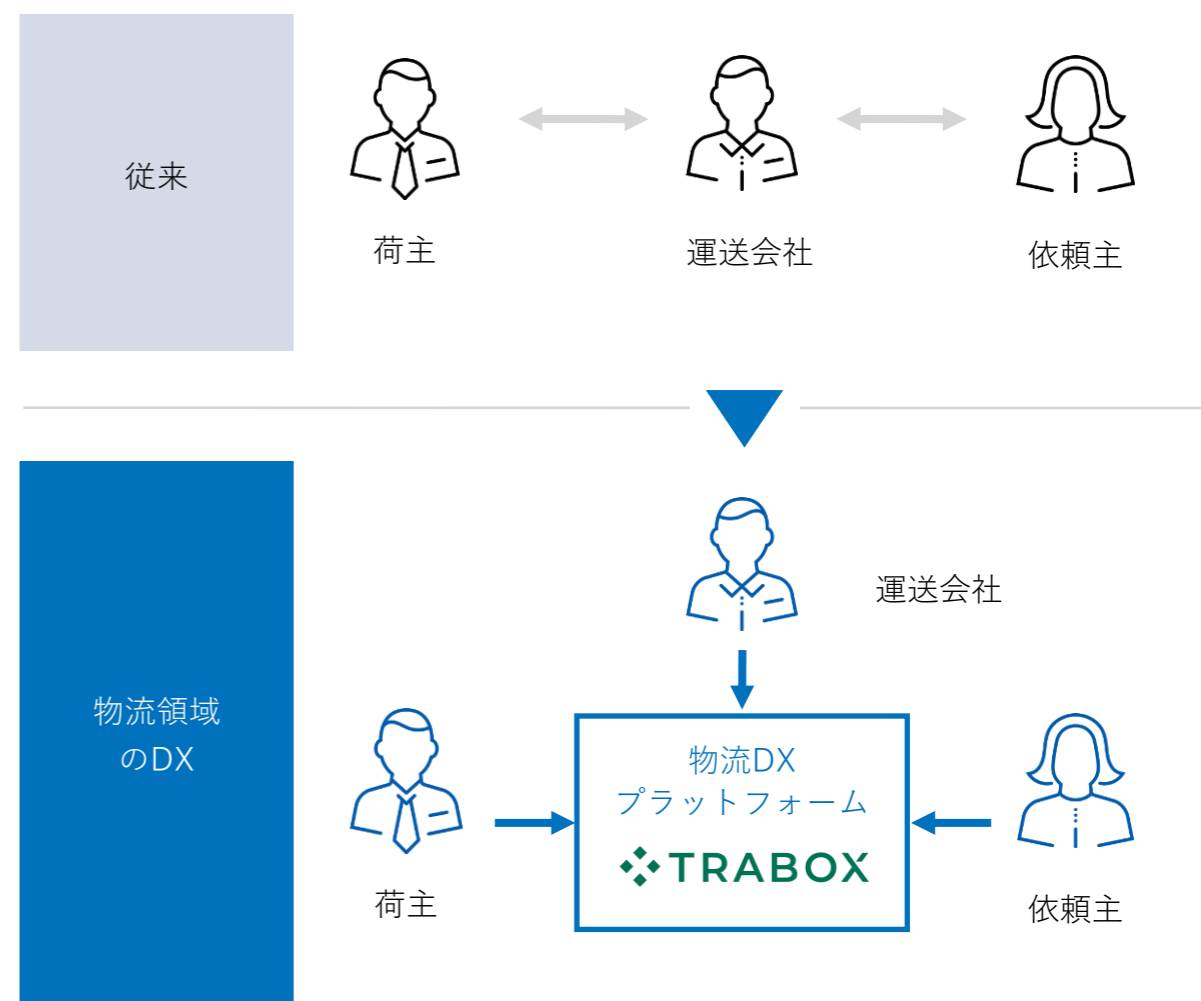 従来
荷主
運送会社
依頼主
運送会社
物流領域
のDX
物流DX
プラットフォーム
TRABOX
荷主
依頼主